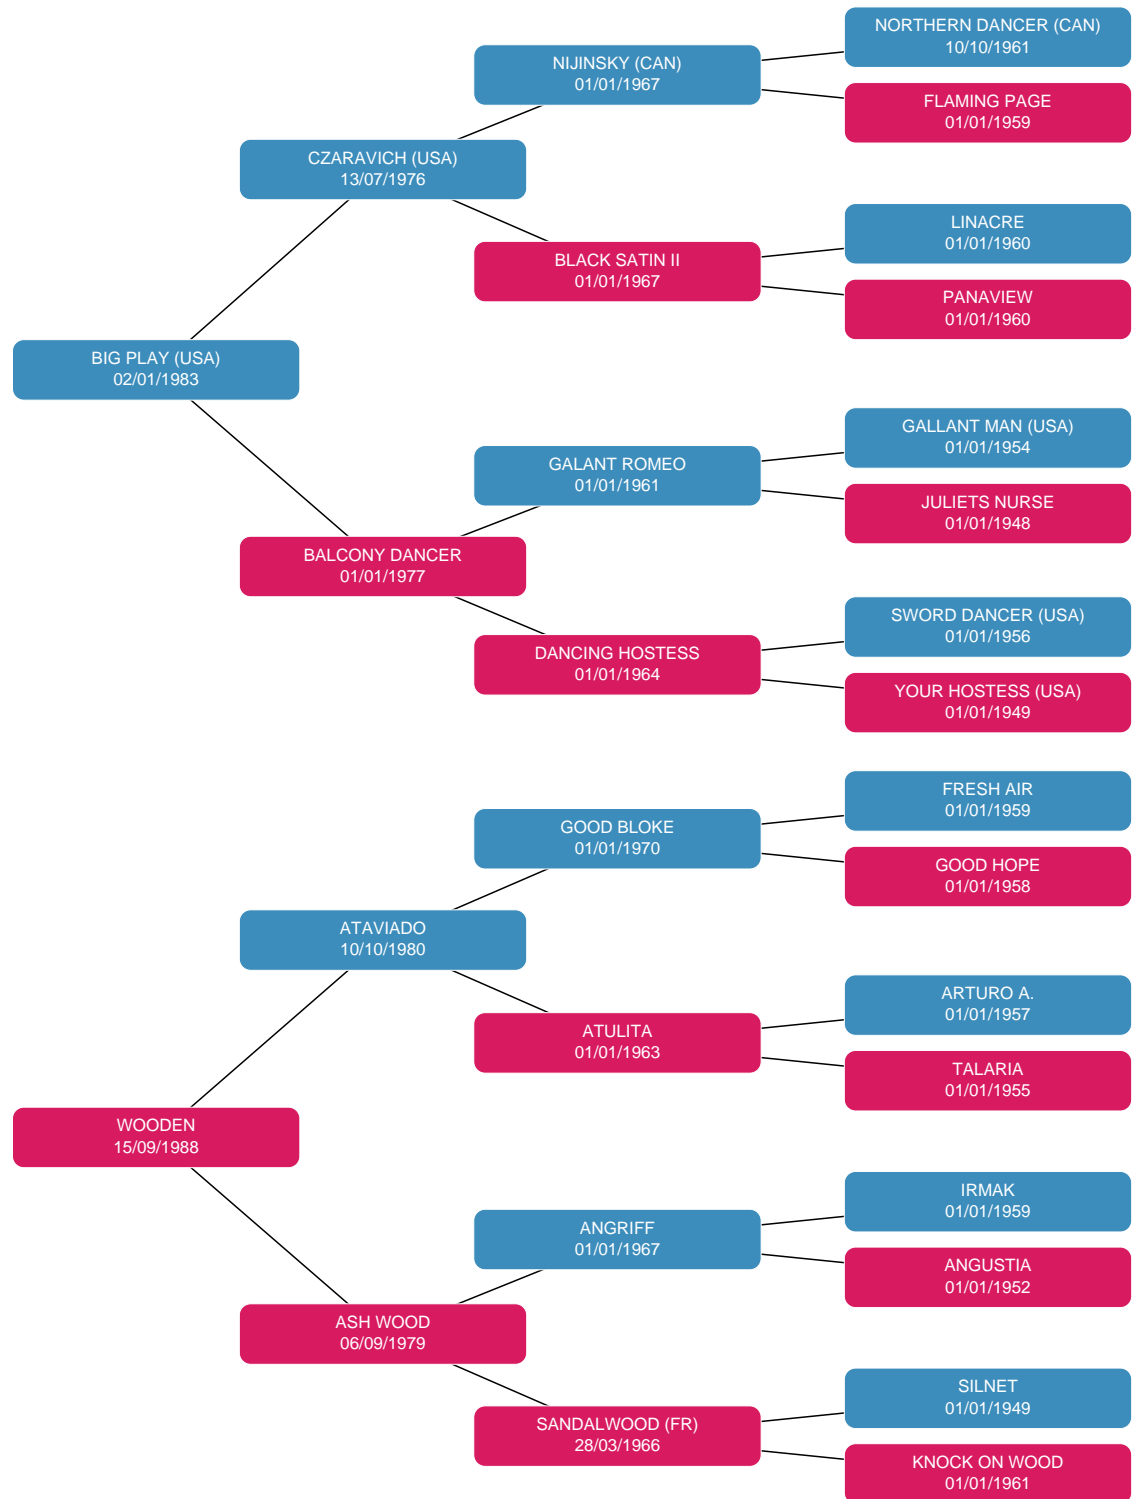 NORTHERN DANCER (CAN)
10/10/1961
NIJINSKY (CAN)
01/01/1967
FLAMING PAGE
01/01/1959
CZARAVICH (USA)
13/07/1976
LINACRE
01/01/1960
BLACK SATIN II
01/01/1967
PANAVIEW
01/01/1960
BIG PLAY (USA)
02/01/1983
GALLANT MAN (USA)
01/01/1954
GALANT ROMEO
01/01/1961
JULIETS NURSE
01/01/1948
BALCONY DANCER
01/01/1977
SWORD DANCER (USA)
01/01/1956
DANCING HOSTESS
01/01/1964
YOUR HOSTESS (USA)
01/01/1949
FRESH AIR
01/01/1959
GOOD BLOKE
01/01/1970
GOOD HOPE
01/01/1958
ATAVIADO
10/10/1980
ARTURO A.
01/01/1957
ATULITA
01/01/1963
TALARIA
01/01/1955
WOODEN
15/09/1988
IRMAK
01/01/1959
ANGRIFF
01/01/1967
ANGUSTIA
01/01/1952
ASH WOOD
06/09/1979
SILNET
01/01/1949
SANDALWOOD (FR)
28/03/1966
KNOCK ON WOOD
01/01/1961